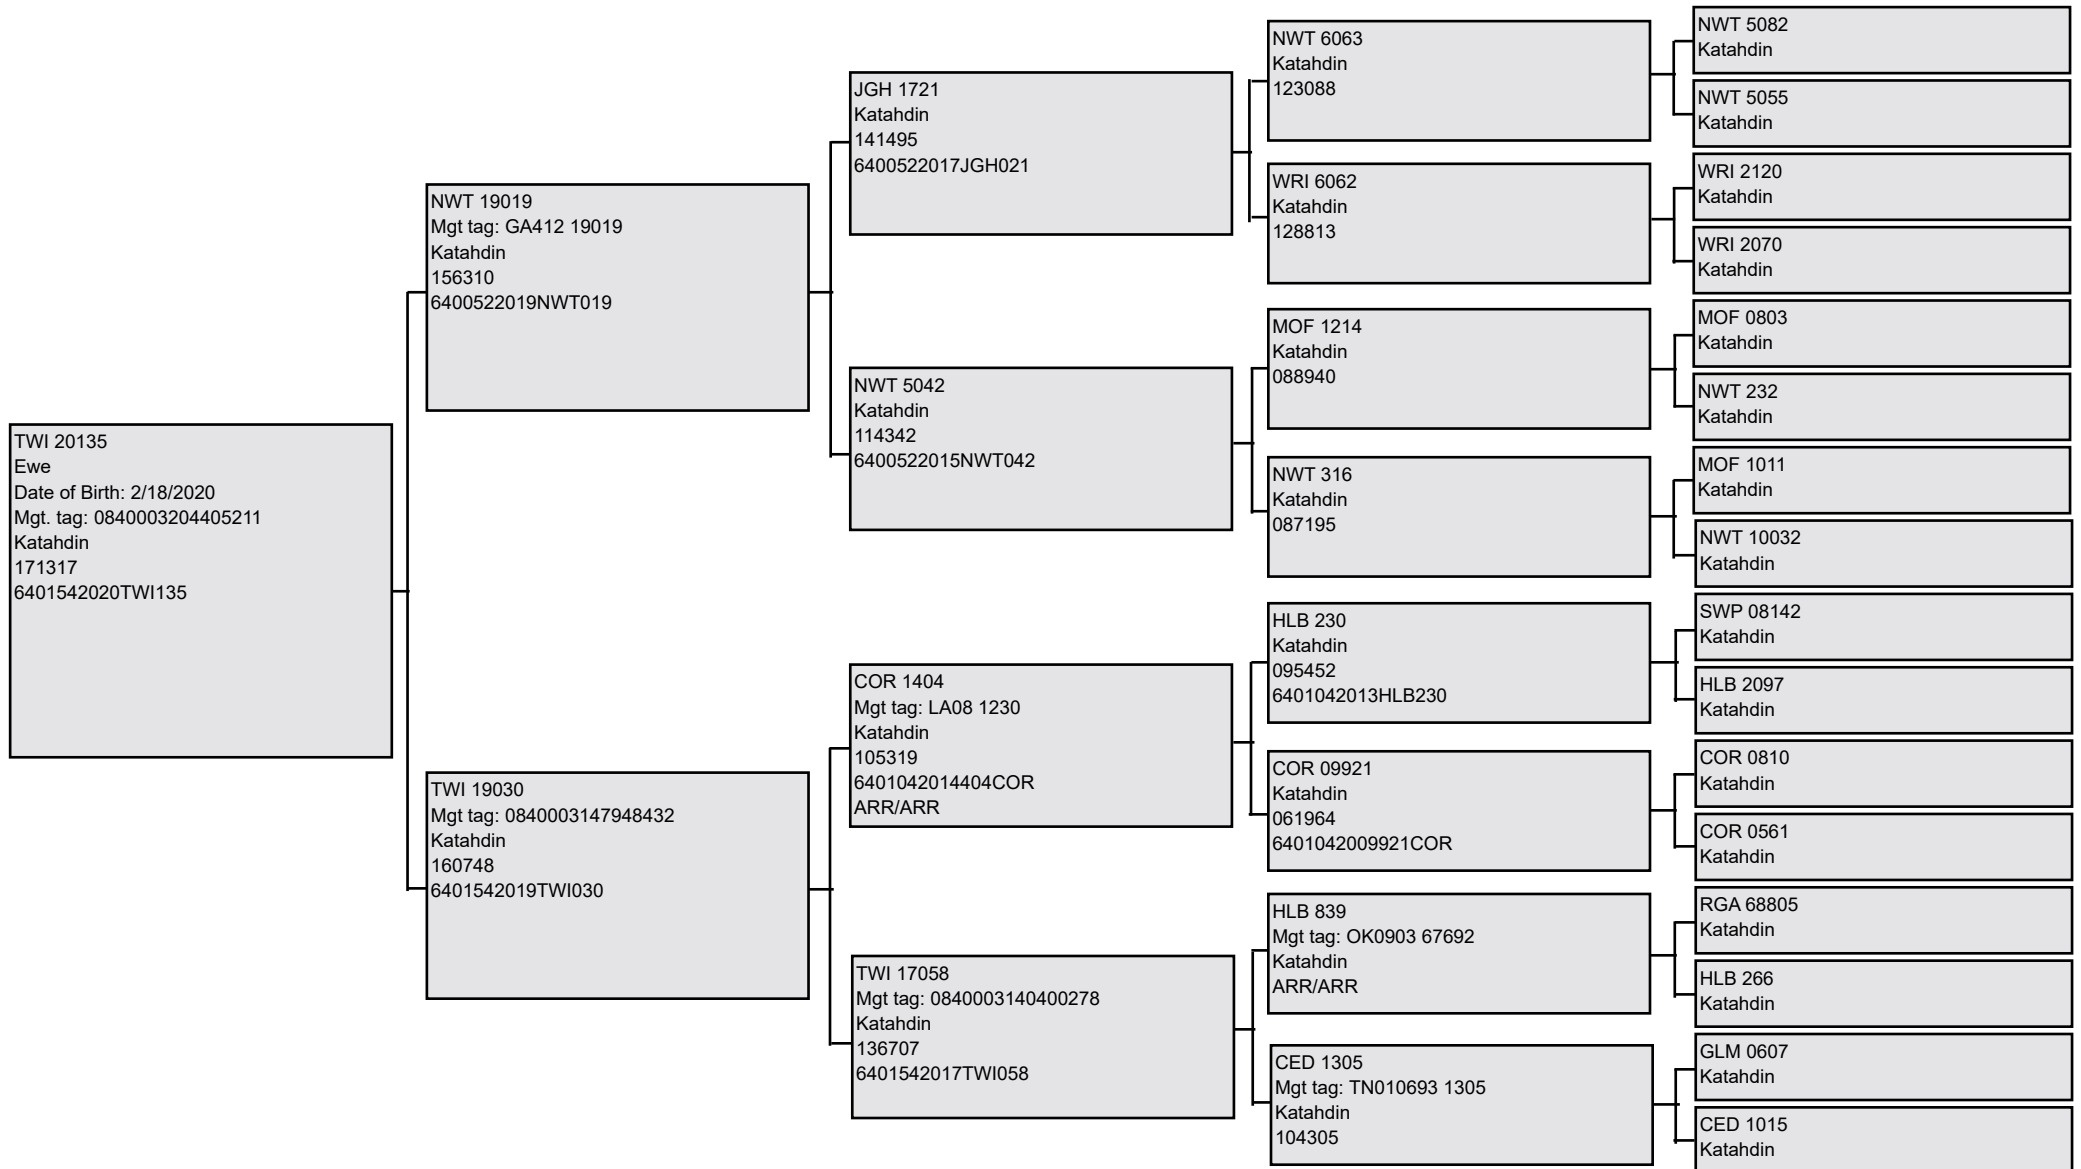 TWI 20135
Ewe
Date of Birth: 2/18/2020
Mgt. tag: 0840003204405211
Katahdin
171317
6401542020TWI135
NWT 19019
Mgt tag: GA412 19019
Katahdin
156310
6400522019NWT019
TWI 19030
Mgt tag: 0840003147948432
Katahdin
160748
6401542019TWI030
JGH 1721
Katahdin
141495
6400522017JGH021
NWT 5042
Katahdin
114342
6400522015NWT042
COR 1404
Mgt tag: LA08 1230
Katahdin
105319
6401042014404COR
ARR/ARR
TWI 17058
Mgt tag: 0840003140400278
Katahdin
136707
6401542017TWI058
NWT 6063
Katahdin
123088
WRI 6062
Katahdin
128813
MOF 1214
Katahdin
088940
NWT 316
Katahdin
087195
HLB 230
Katahdin
095452
6401042013HLB230
COR 09921
Katahdin
061964
6401042009921COR
HLB 839
Mgt tag: OK0903 67692
Katahdin
ARR/ARR
CED 1305
Mgt tag: TN010693 1305
Katahdin
104305
NWT 5082
Katahdin
NWT 5055
Katahdin
WRI 2120
Katahdin
WRI 2070
Katahdin
MOF 0803
Katahdin
NWT 232
Katahdin
MOF 1011
Katahdin
NWT 10032
Katahdin
SWP 08142
Katahdin
HLB 2097
Katahdin
COR 0810
Katahdin
COR 0561
Katahdin
RGA 68805
Katahdin
HLB 266
Katahdin
GLM 0607
Katahdin
CED 1015
Katahdin